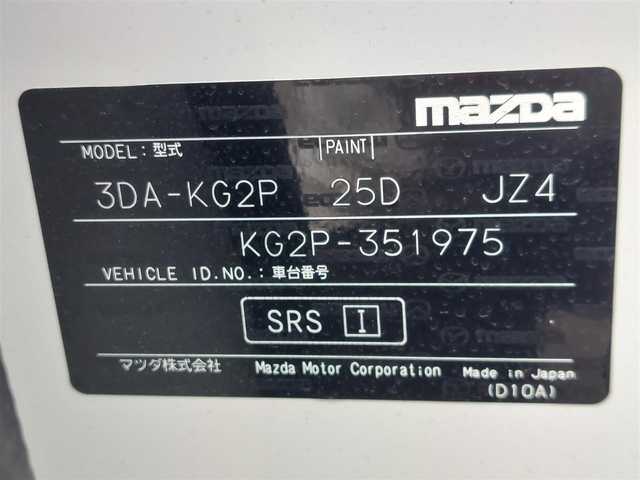 mazda
MODEL: 型式 PAINT
3DA-KG2P 25D JZ4
KG2P-351975
VEHICLE ID.NO.: 車台番号
SRS I
マツダ株式会社 Mazda Motor Corporation Made in Japan
(D10A)